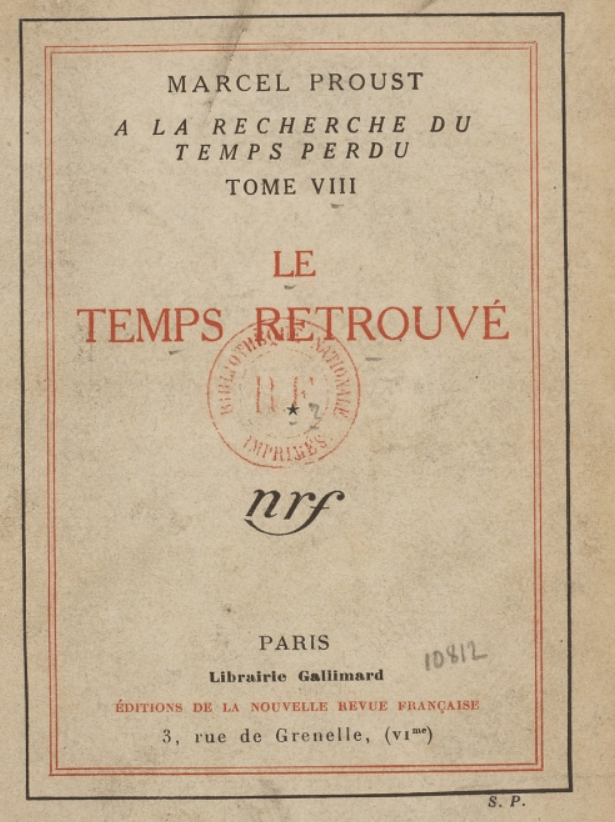 MARCEL PROUST
A LA RECHERCHE DU
TEMPS PERDU
TOME VIII
LE
TEMPS RETROUVÉ
BIBLIOTHÈQUE NATIONALE
R F
★
2
IMPRIMÉS
nrf
PARIS
10812
Librairie Gallimard
ÉDITIONS DE LA NOUVELLE REVUE FRANÇAISE
3, rue de Grenelle, (VIme)
S. P.